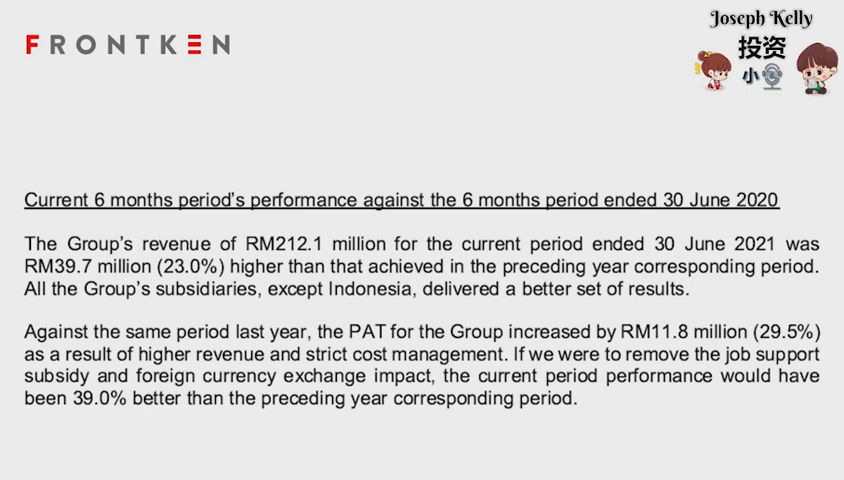 Joseph Kelly
FRONTKEN
投资
小
Current 6 months period's performance against the 6 months period ended 30 June 2020
The Group's revenue of RM212.1 million for the current period ended 30 June 2021 was
RM39.7 million (23.0%) higher than that achieved in the preceding year corresponding period.
All the Group's subsidiaries, except Indonesia, delivered a better set of results.
Against the same period last year, the PAT for the Group increased by RM11.8 million (29.5%)
as a result of higher revenue and strict cost management. If we were to remove the job support
subsidy and foreign currency exchange impact, the current period performance would have
been 39.0% better than the preceding year corresponding period.